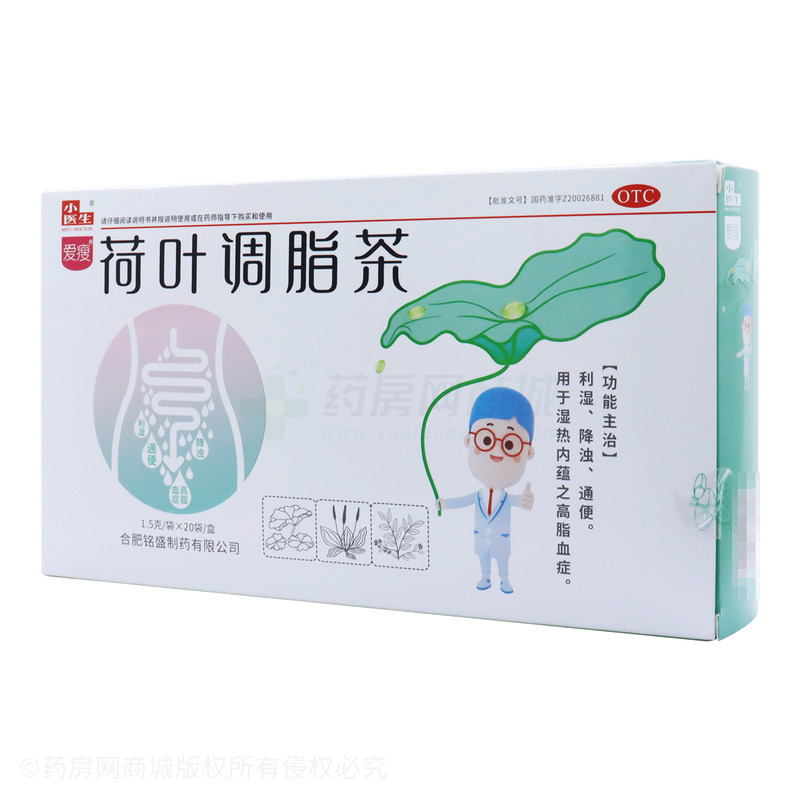 小
医生
®
MINI-DOCTOR
爱瘦®
请仔细阅读说明书并按说明使用或在药师指导下购买和使用
【批准文号】国药准字Z20026881
OTC
荷叶调脂茶
利湿
通便
降浊
高脂
血症
1.5克/袋×20袋/盒
合肥铭盛制药有限公司
【功能主治】
利湿、降浊、通便。
用于湿热内蕴之高脂血症。
药房网商城
©药房网商城版权所有侵权必究